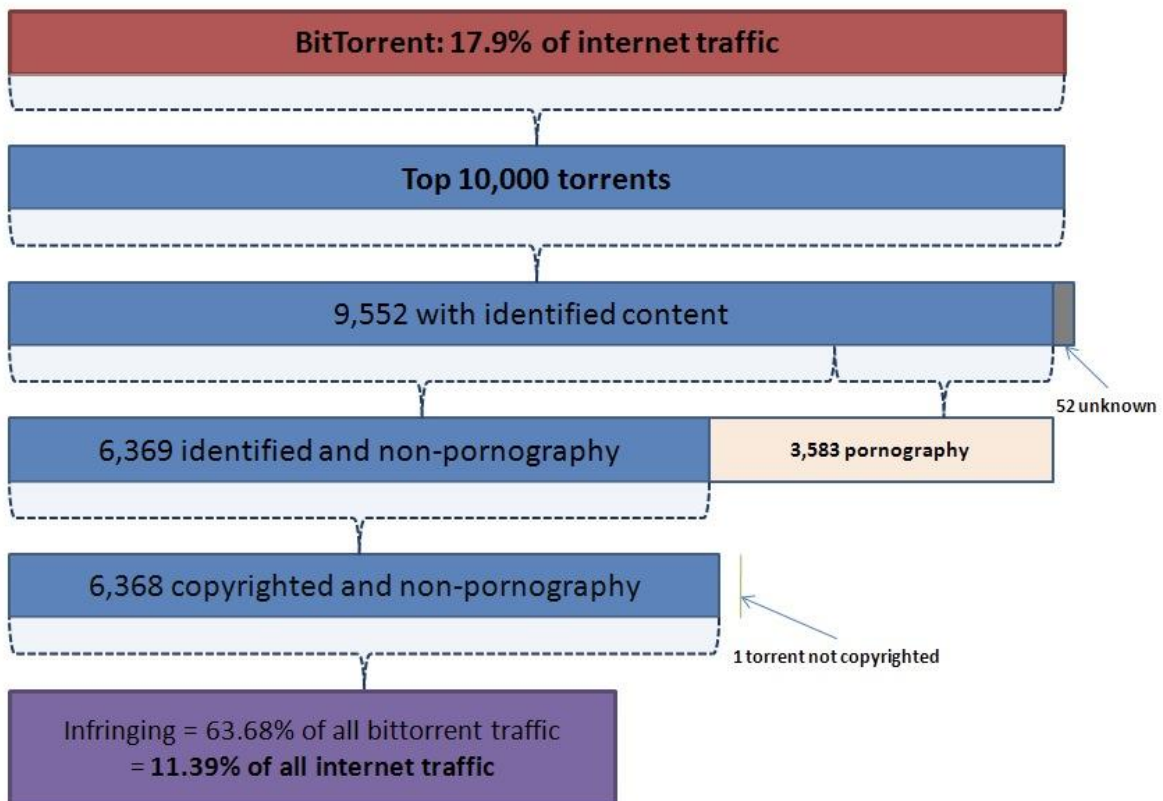 BitTorrent: 17.9% of internet traffic
Top 10,000 torrents
9,552 with identified content
52 unknown
6,369 identified and non-pornography
3,583 pornography
6,368 copyrighted and non-pornography
1 torrent not copyrighted
Infringing = 63.68% of all bittorrent traffic
= 11.39% of all internet traffic